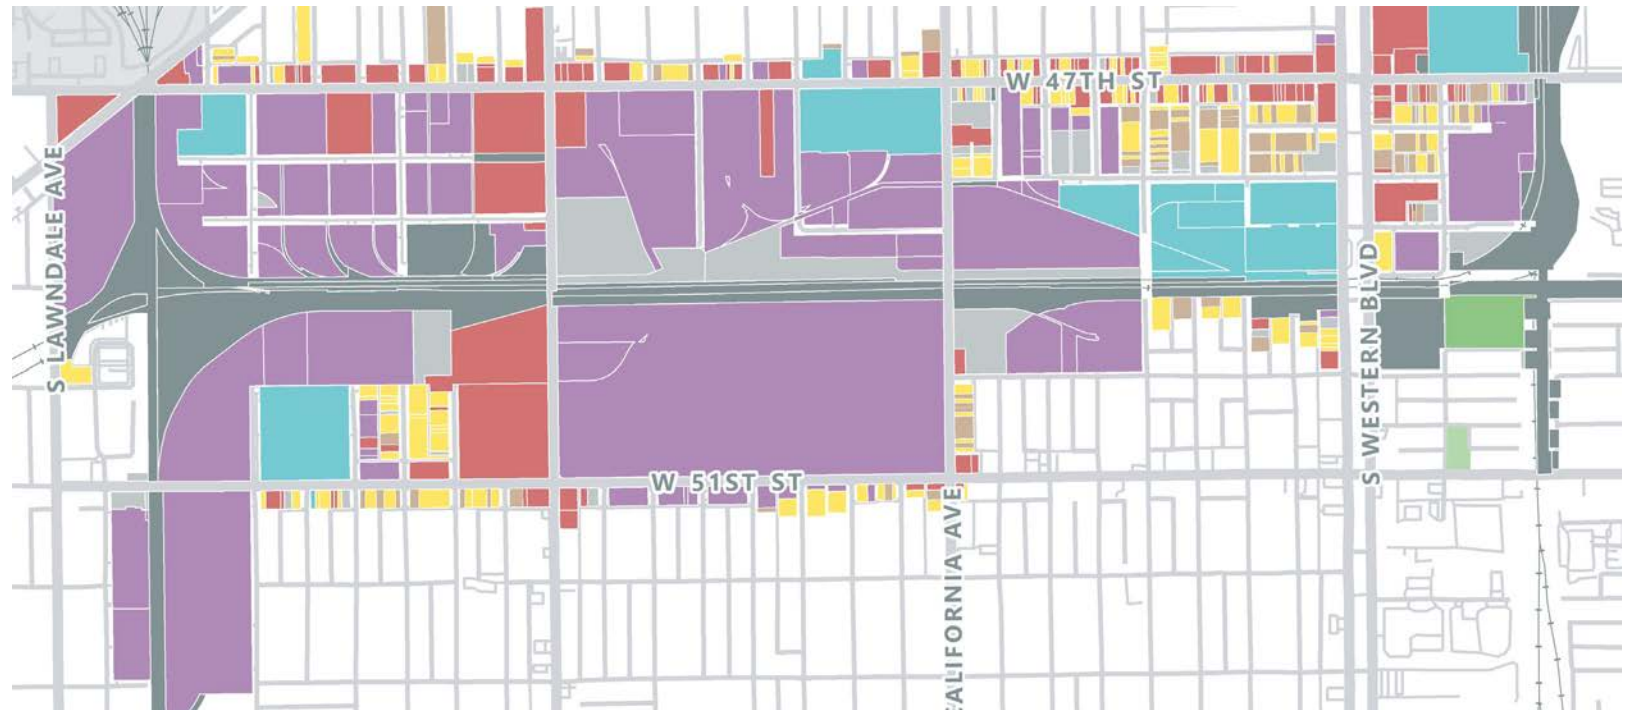 W 47TH ST
S LAWNDALE AVE
S WESTERN BLVD
W 51ST ST
CALIFORNIA AVE